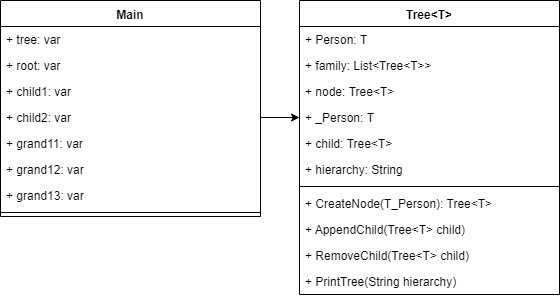 Main
+ tree: var
+ root: var
+ child1: var
+ child2: var
+ grand11: var
+ grand12: var
+ grand13: var
Tree<T>
+ Person: T
+ family: List<Tree<T>>
+ node: Tree<T>
+ _Person: T
+ child: Tree<T>
+ hierarchy: String
+ CreateNode(T_Person): Tree<T>
+ AppendChild(Tree<T> child)
+ RemoveChild(Tree<T> child)
+ PrintTree(String hierarchy)